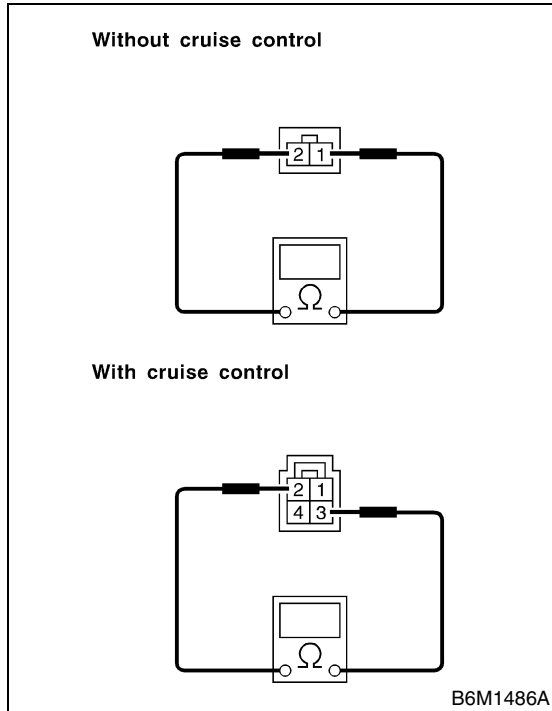 Without cruise control
2 1
Ω
With cruise control
2 1
4 3
Ω
B6M1486A